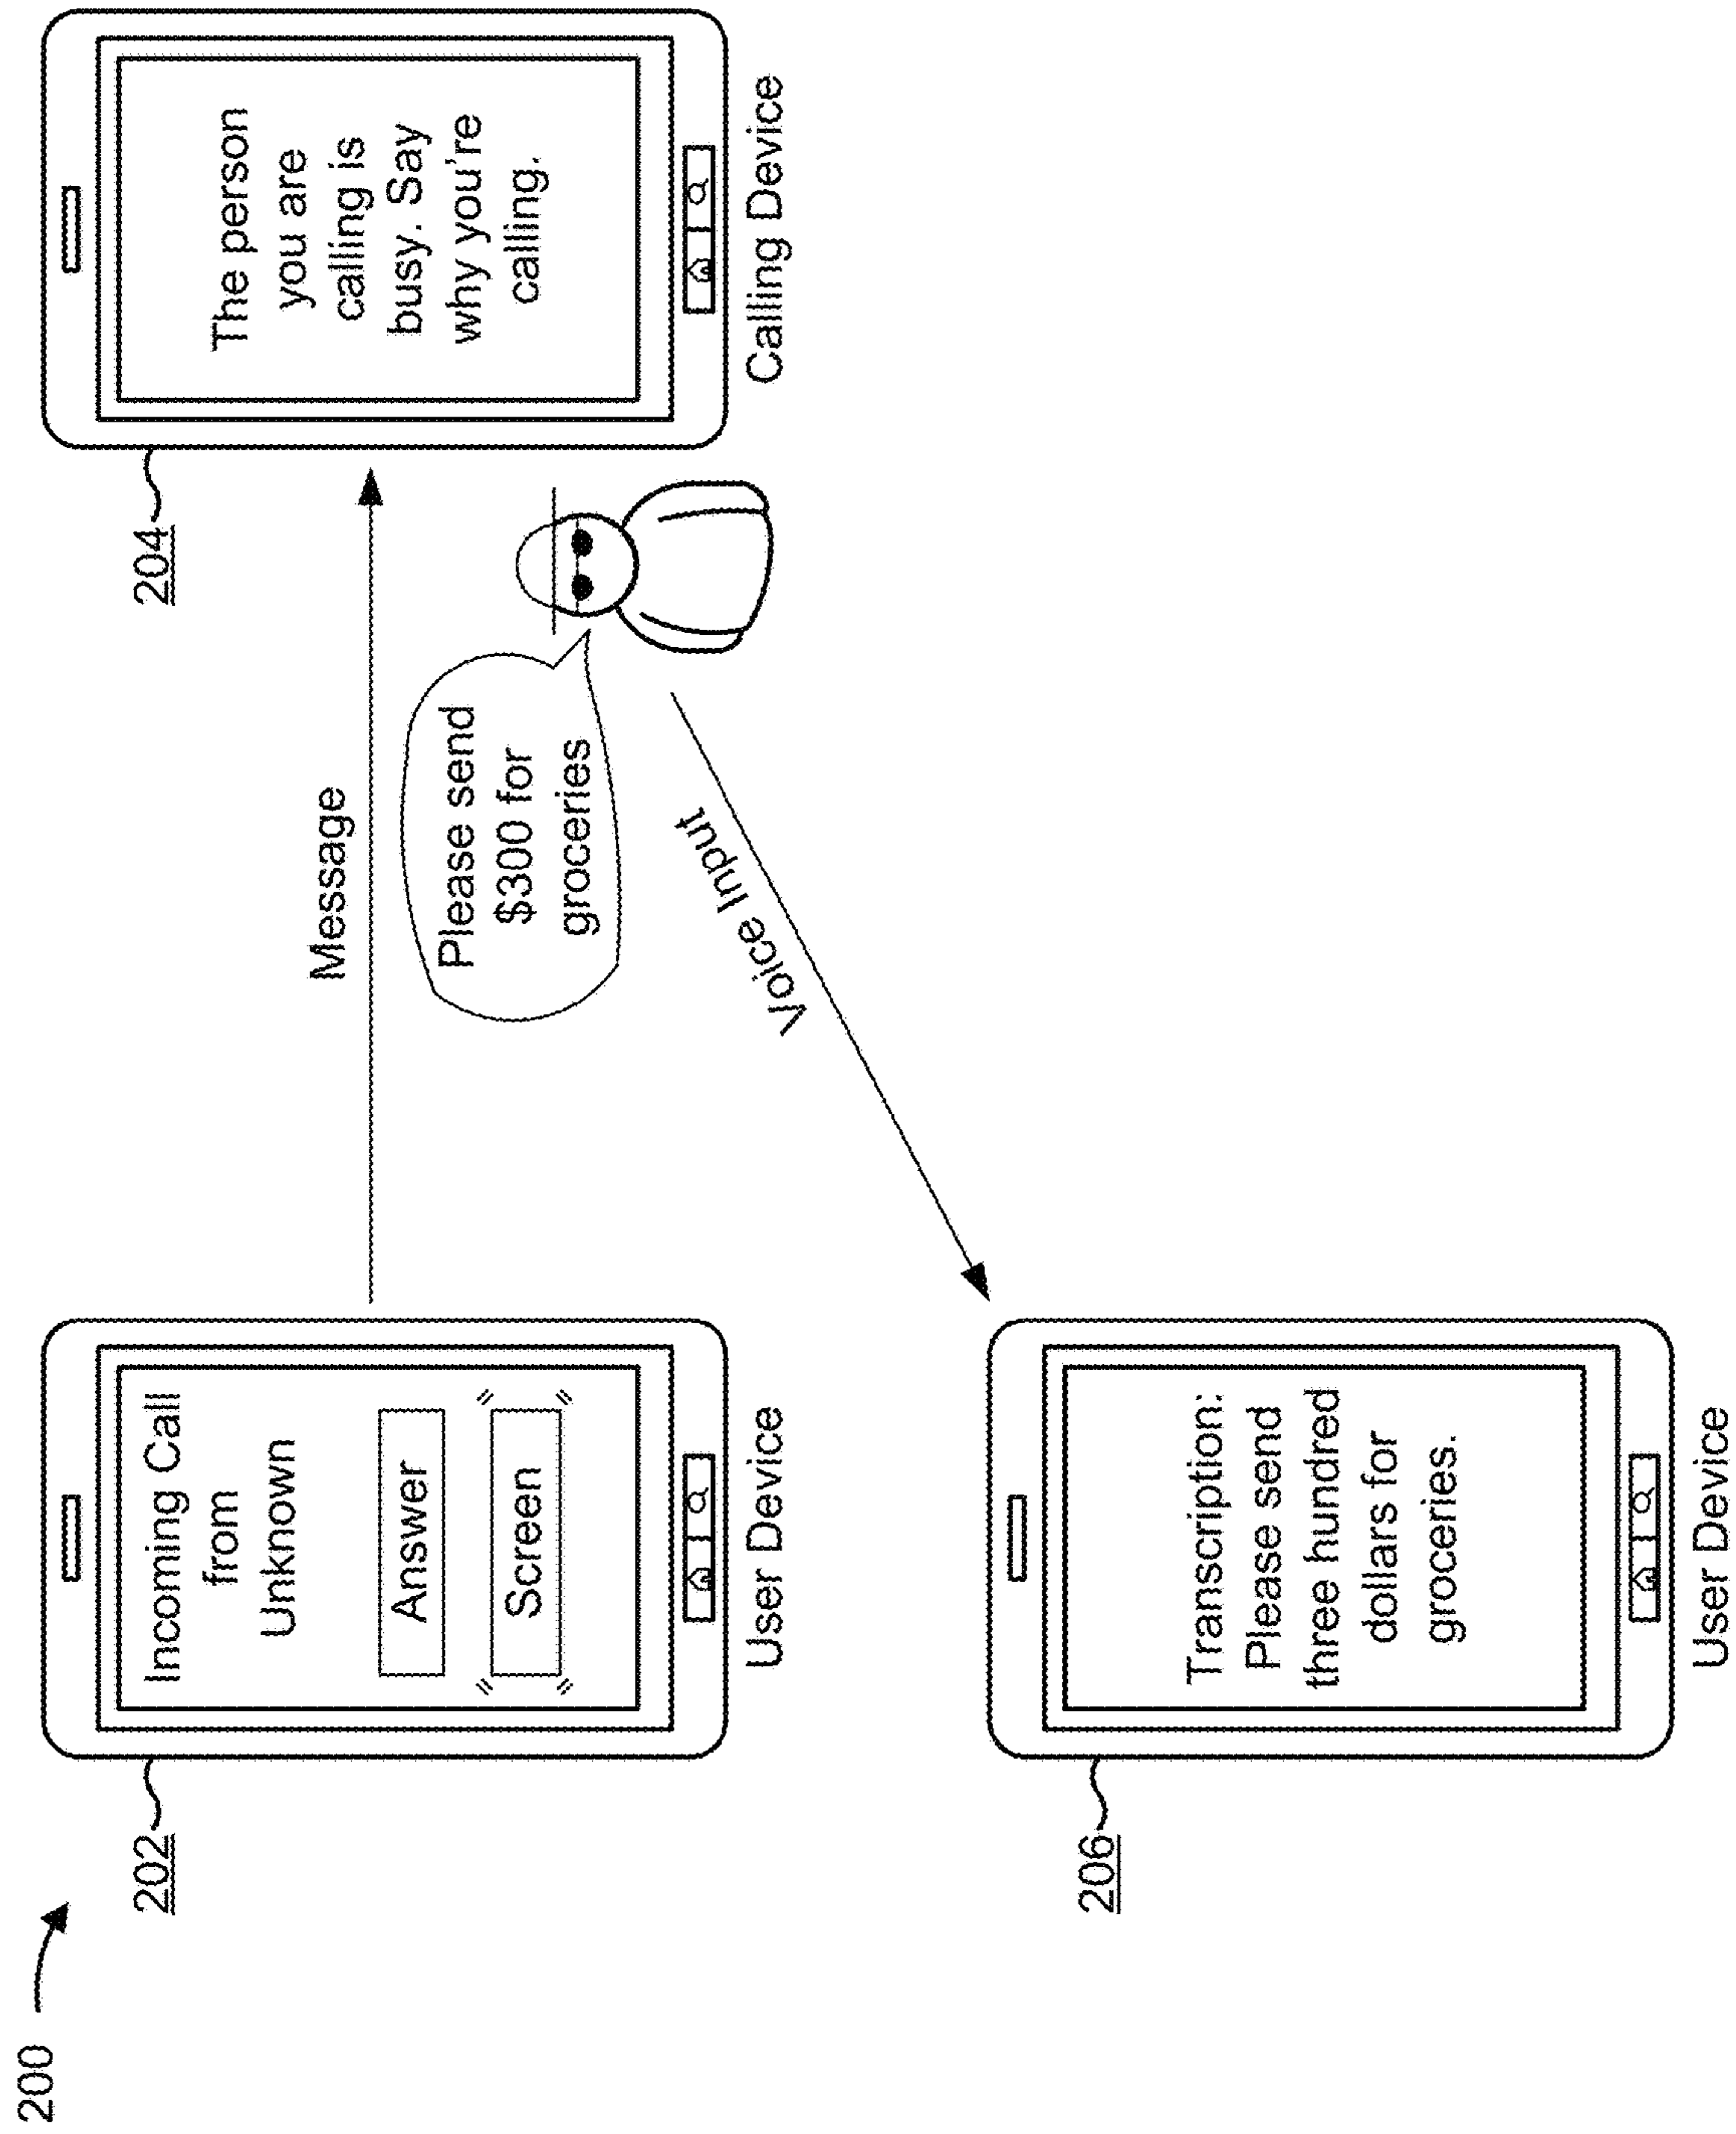 200
202
Incoming Call
from
Unknown
Answer
Screen
User Device
Message
204
The person
you are
calling is
busy. Say
why you're
calling.
Calling Device
Please send
$300 for
groceries
Voice Input
206
Transcription:
Please send
three hundred
dollars for
groceries.
User Device